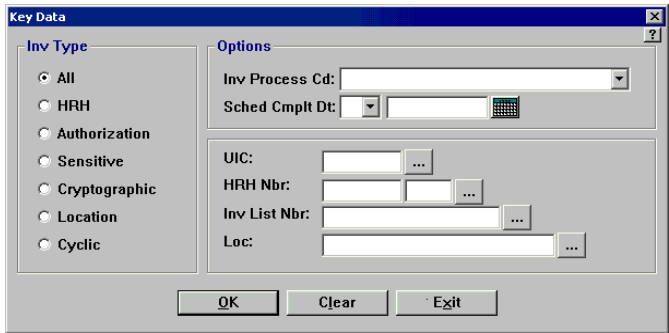 Key Data
?
Inv Type
All
HRH
Authorization
Sensitive
Cryptographic
Location
Cyclic
Options
Inv Process Cd:
Sched Cmplt Dt:
UIC:
...
HRH Nbr:
...
Inv List Nbr:
...
Loc:
...
OK
Clear
Exit